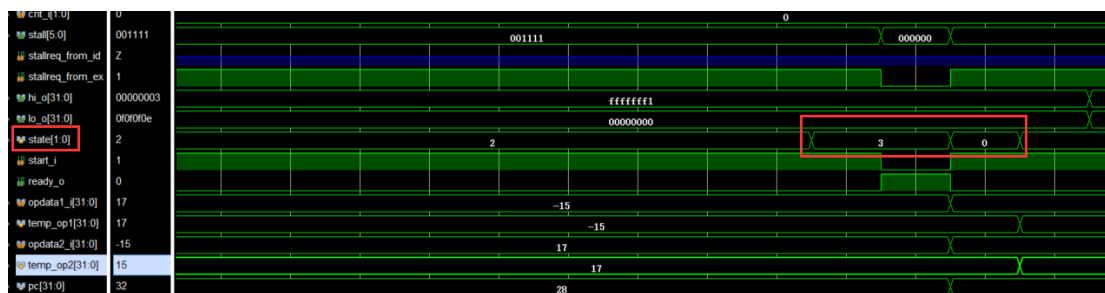 cnt_i[1:0] 0 0
stall[5:0] 001111 001111 000000
stallreq_from_id Z
stallreq_from_ex 1
hi_o[31:0] 00000003 fffffff1
lo_o[31:0] 0f0f0f0e 00000000
state[1:0] 2 2 3 0
start_i 1
ready_o 0
opdata1_i[31:0] 17 -15
temp_op1[31:0] 17 -15
opdata2_i[31:0] -15 17
temp_op2[31:0] 15 17
pc[31:0] 32 28